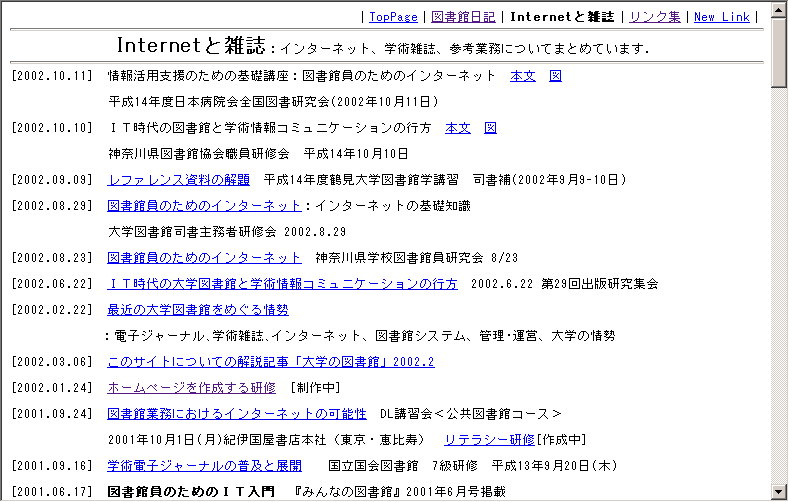 | TopPage | 図書館日記 | Internetと雑誌 | リンク集 | New Link |
Internetと雑誌：インターネット、学術雑誌、参考業務についてまとめています.
[2002.10.11] 情報活用支援のための基礎講座：図書館員のためのインターネット 本文 図
平成14年度日本病院会全国図書研究会(2002年10月11日)
[2002.10.10] ＩＴ時代の図書館と学術情報コミュニケーションの行方 本文 図
神奈川県図書館協会職員研修会 平成14年10月10日
[2002.09.09] レファレンス資料の解題 平成14年度鶴見大学図書館学講習 司書補(2002年9月9-10日)
[2002.08.29] 図書館員のためのインターネット：インターネットの基礎知識
大学図書館司書主務者研修会 2002.8.29
[2002.08.23] 図書館員のためのインターネット 神奈川県学校図書館員研究会 8/23
[2002.06.22] ＩＴ時代の大学図書館と学術情報コミュニケーションの行方 2002.6.22 第29回出版研究集会
[2002.02.22] 最近の大学図書館をめぐる情勢
：電子ジャーナル､学術雑誌､インターネット、図書館システム、管理･運営、大学の情勢
[2002.03.06] このサイトについての解説記事「大学の図書館」2002.2
[2002.01.24] ホームページを作成する研修 [制作中]
[2001.09.24] 図書館業務におけるインターネットの可能性 DL講習会＜公共図書館コース＞
2001年10月1日(月)紀伊国屋書店本社（東京・恵比寿） リテラシー研修[作成中]
[2001.09.16] 学術電子ジャーナルの普及と展開 国立国会図書館 7級研修 平成13年9月20日(木)
[2001.06.17] 図書館員のためのＩＴ入門 『みんなの図書館』2001年6月号掲載